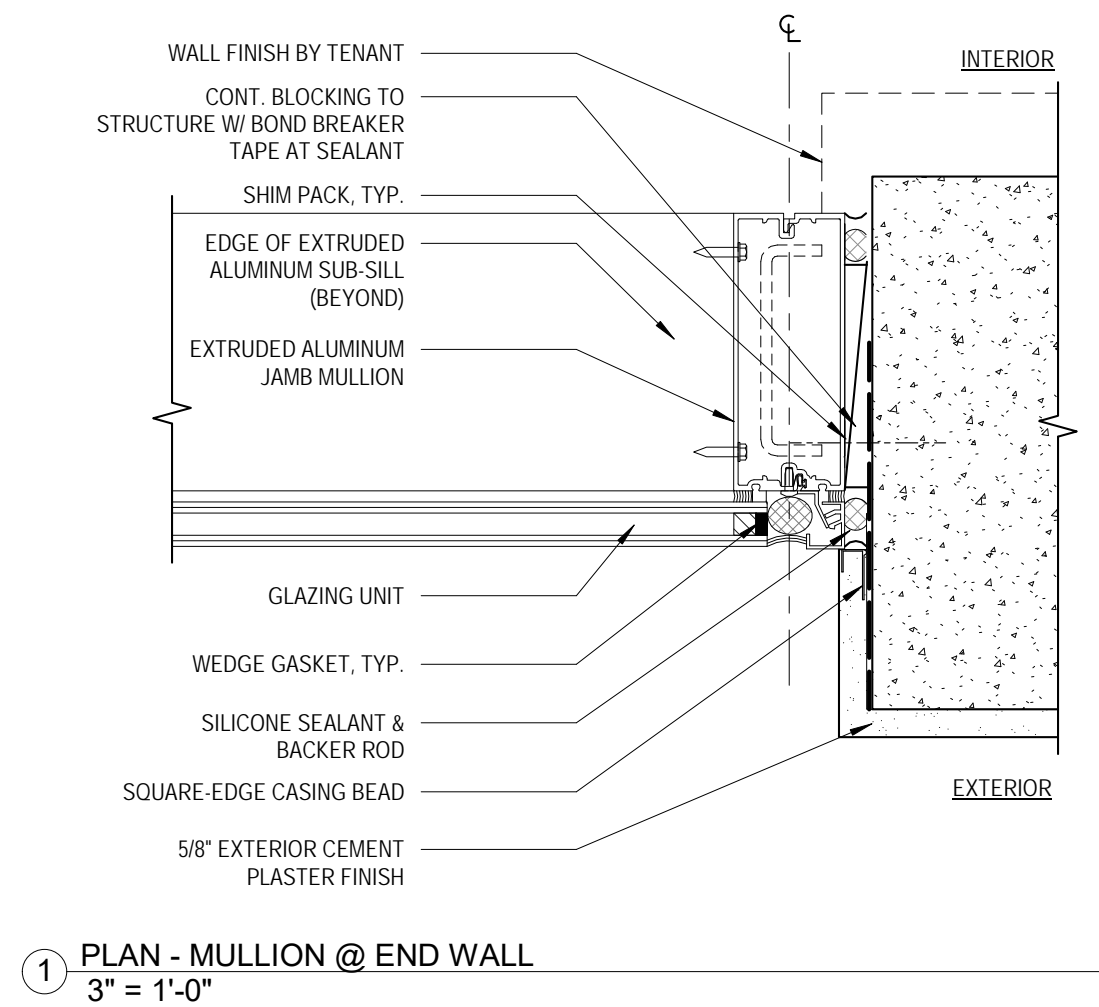 ℄
WALL FINISH BY TENANT
INTERIOR
CONT. BLOCKING TO
STRUCTURE W/ BOND BREAKER
TAPE AT SEALANT
SHIM PACK, TYP.
EDGE OF EXTRUDED
ALUMINUM SUB-SILL
(BEYOND)
EXTRUDED ALUMINUM
JAMB MULLION
GLAZING UNIT
WEDGE GASKET, TYP.
SILICONE SEALANT &
BACKER ROD
SQUARE-EDGE CASING BEAD
EXTERIOR
5/8" EXTERIOR CEMENT
PLASTER FINISH
1 PLAN - MULLION @ END WALL
3" = 1'-0"